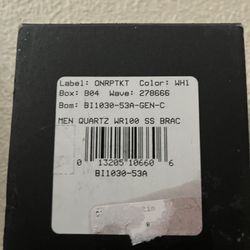 Label: ONRPTKT Color: WH1
Box: B04 Wave: 278666
Bom: BI1030-53A-GEN-C
MEN QUARTZ WR100 SS BRAC
0 13205 10660 6
BI1030-53A